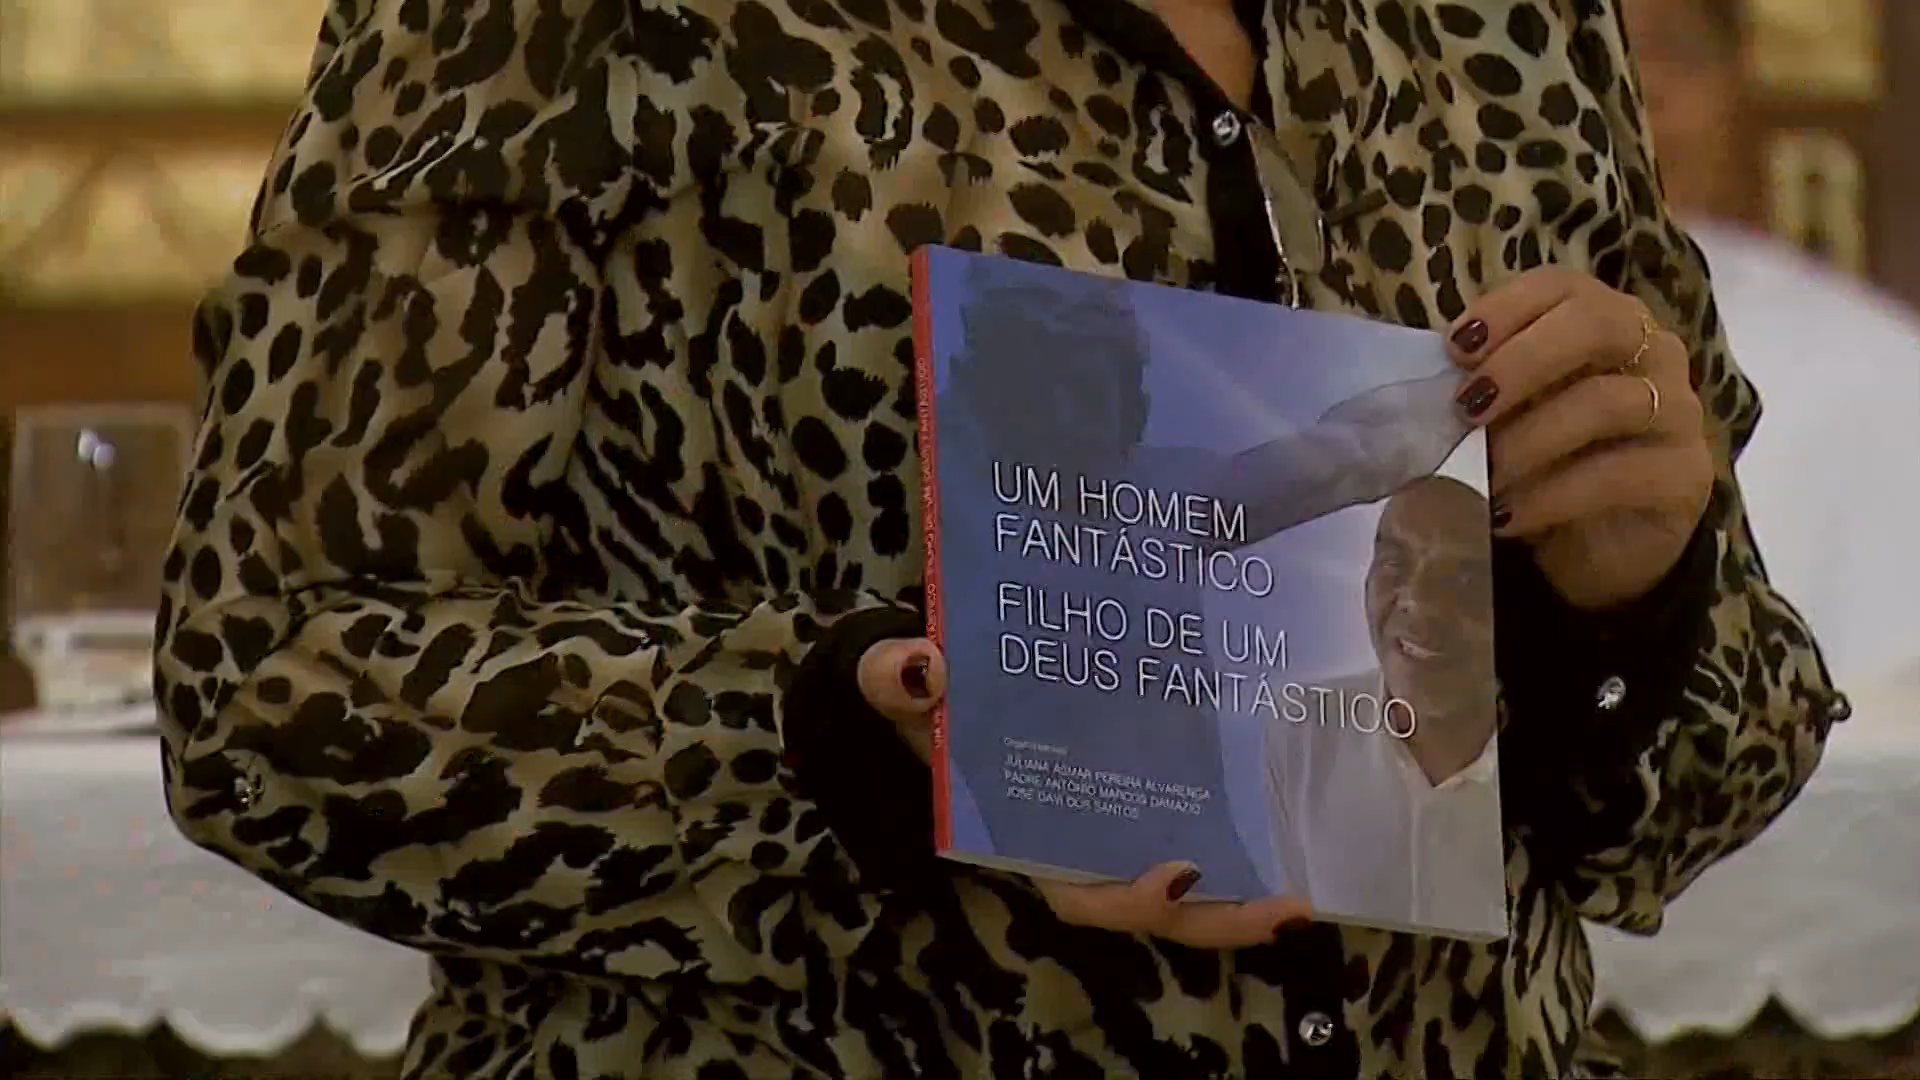 UM HOMEM
FANTÁSTICO
FILHO DE UM
DEUS FANTÁSTICO
JULIANA ASMAR PEREIRA ALVARENGA
PADRE ANTÔNIO MARCOS DAMÁZIO
JOSÉ DAVI DOS SANTOS